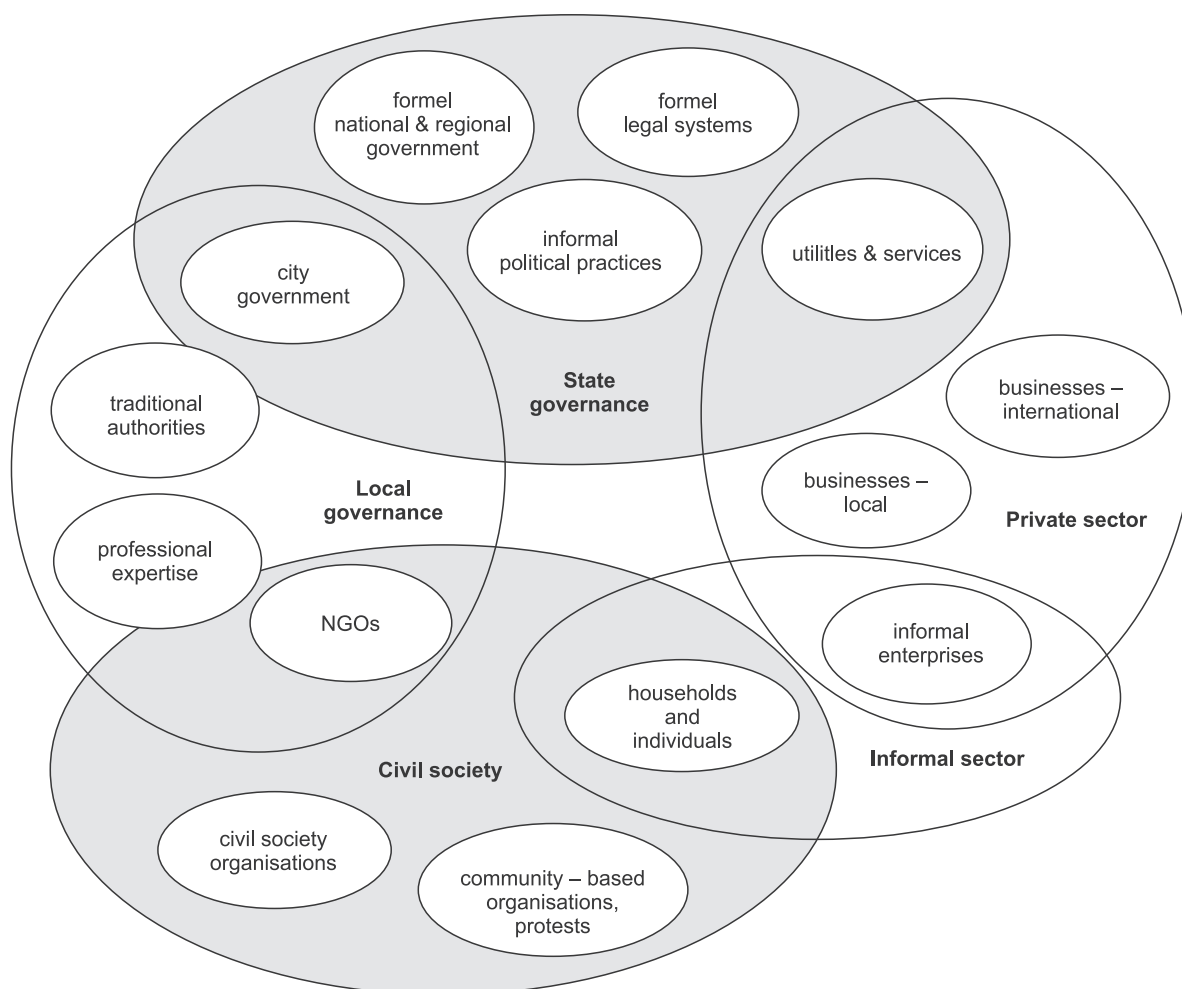 formel
national & regional
government
formel
legal systems
informal
political practices
utilitles & services
city
government
State
governance
traditional
authorities
businesses –
international
businesses –
local
Local
governance
Private sector
professional
expertise
NGOs
informal
enterprises
households
and
individuals
Informal sector
Civil society
civil society
organisations
community – based
organisations,
protests